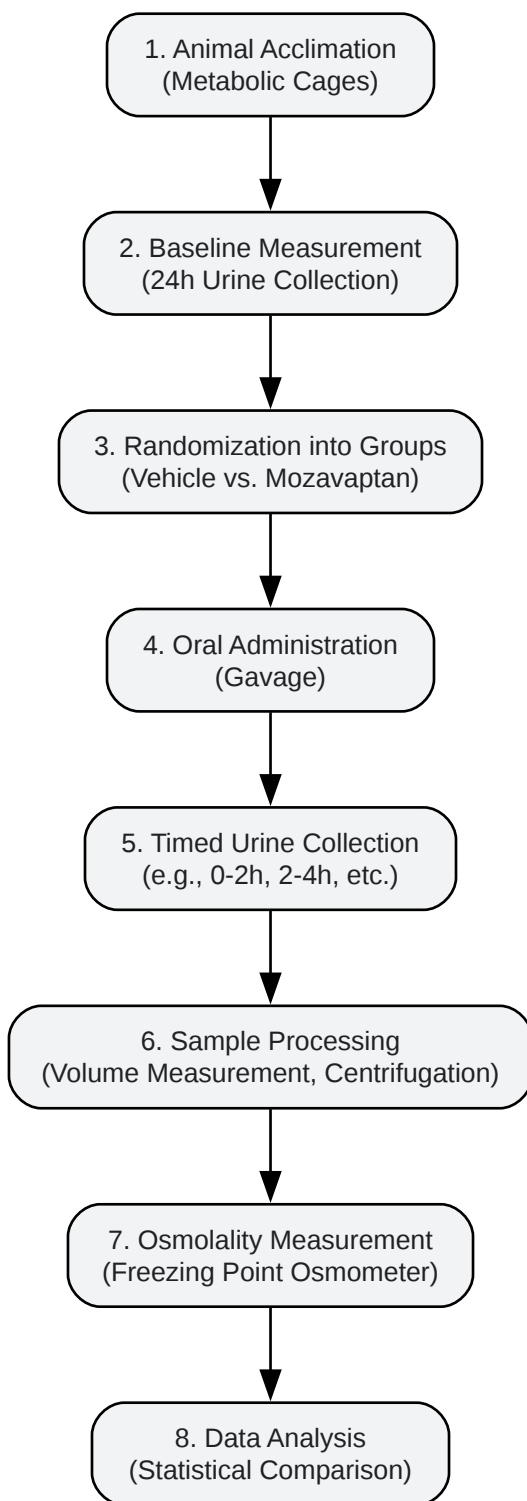 1. Animal Acclimation
(Metabolic Cages)
2. Baseline Measurement
(24h Urine Collection)
3. Randomization into Groups
(Vehicle vs. Mozavaptan)
4. Oral Administration
(Gavage)
5. Timed Urine Collection
(e.g., 0-2h, 2-4h, etc.)
6. Sample Processing
(Volume Measurement, Centrifugation)
7. Osmolality Measurement
(Freezing Point Osmometer)
8. Data Analysis
(Statistical Comparison)